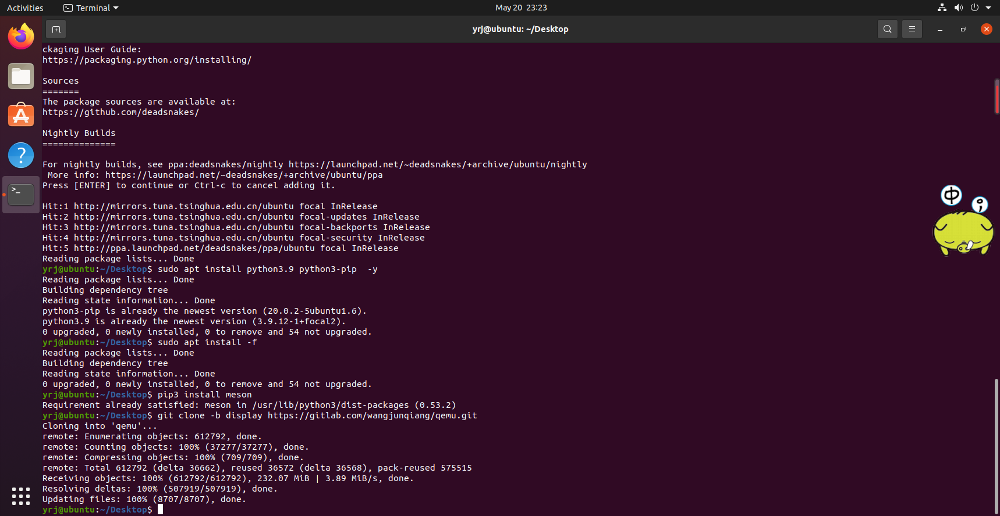 Activities
Terminal
May 20 23:23
yrj@ubuntu: ~/Desktop
ckaging User Guide:
https://packaging.python.org/installing/
Sources
=======
The package sources are available at:
https://github.com/deadsnakes/
Nightly Builds
==============
For nightly builds, see ppa:deadsnakes/nightly https://launchpad.net/~deadsnakes/+archive/ubuntu/nightly
 More info: https://launchpad.net/~deadsnakes/+archive/ubuntu/ppa
Press [ENTER] to continue or Ctrl-c to cancel adding it.
Hit:1 http://mirrors.tuna.tsinghua.edu.cn/ubuntu focal InRelease
Hit:2 http://mirrors.tuna.tsinghua.edu.cn/ubuntu focal-updates InRelease
Hit:3 http://mirrors.tuna.tsinghua.edu.cn/ubuntu focal-backports InRelease
Hit:4 http://mirrors.tuna.tsinghua.edu.cn/ubuntu focal-security InRelease
Hit:5 http://ppa.launchpad.net/deadsnakes/ppa/ubuntu focal InRelease
Reading package lists... Done
yrj@ubuntu:~/Desktop$ sudo apt install python3.9 python3-pip  -y
Reading package lists... Done
Building dependency tree
Reading state information... Done
python3-pip is already the newest version (20.0.2-5ubuntu1.6).
python3.9 is already the newest version (3.9.12-1+focal2).
0 upgraded, 0 newly installed, 0 to remove and 54 not upgraded.
yrj@ubuntu:~/Desktop$ sudo apt install -f
Reading package lists... Done
Building dependency tree
Reading state information... Done
0 upgraded, 0 newly installed, 0 to remove and 54 not upgraded.
yrj@ubuntu:~/Desktop$ pip3 install meson
Requirement already satisfied: meson in /usr/lib/python3/dist-packages (0.53.2)
yrj@ubuntu:~/Desktop$ git clone -b display https://gitlab.com/wangjunqiang/qemu.git
Cloning into 'qemu'...
remote: Enumerating objects: 612792, done.
remote: Counting objects: 100% (37277/37277), done.
remote: Compressing objects: 100% (709/709), done.
remote: Total 612792 (delta 36662), reused 36572 (delta 36568), pack-reused 575515
Receiving objects: 100% (612792/612792), 232.07 MiB | 3.89 MiB/s, done.
Resolving deltas: 100% (507919/507919), done.
Updating files: 100% (8707/8707), done.
yrj@ubuntu:~/Desktop$
中
;